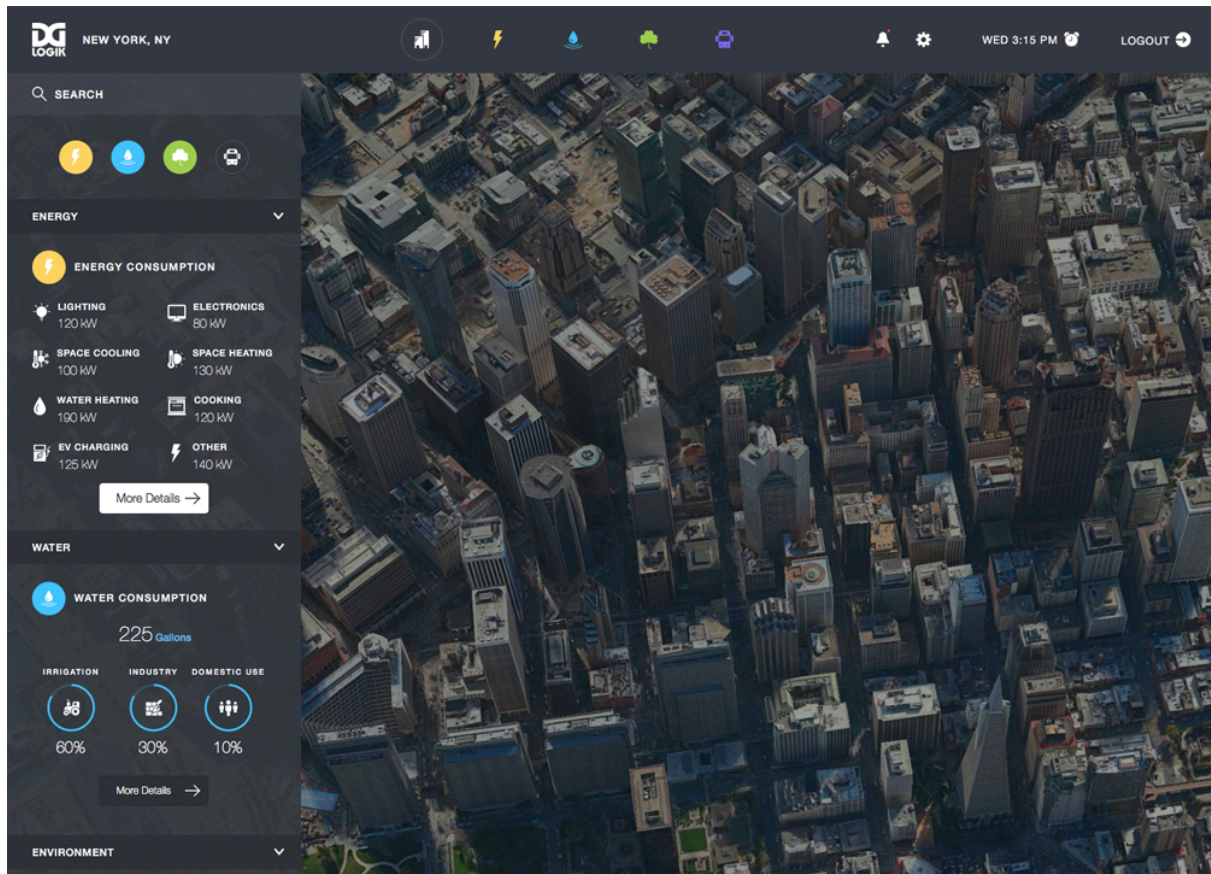 DG
LOGIK
NEW YORK, NY
WED 3:15 PM
LOGOUT
SEARCH
ENERGY
ENERGY CONSUMPTION
LIGHTING
120 kW
ELECTRONICS
80 kW
SPACE COOLING
100 kW
SPACE HEATING
130 kW
WATER HEATING
190 kW
COOKING
120 kW
EV CHARGING
125 kW
OTHER
140 kW
More Details
WATER
WATER CONSUMPTION
225 Gallons
IRRIGATION
INDUSTRY
DOMESTIC USE
60%
30%
10%
More Details
ENVIRONMENT